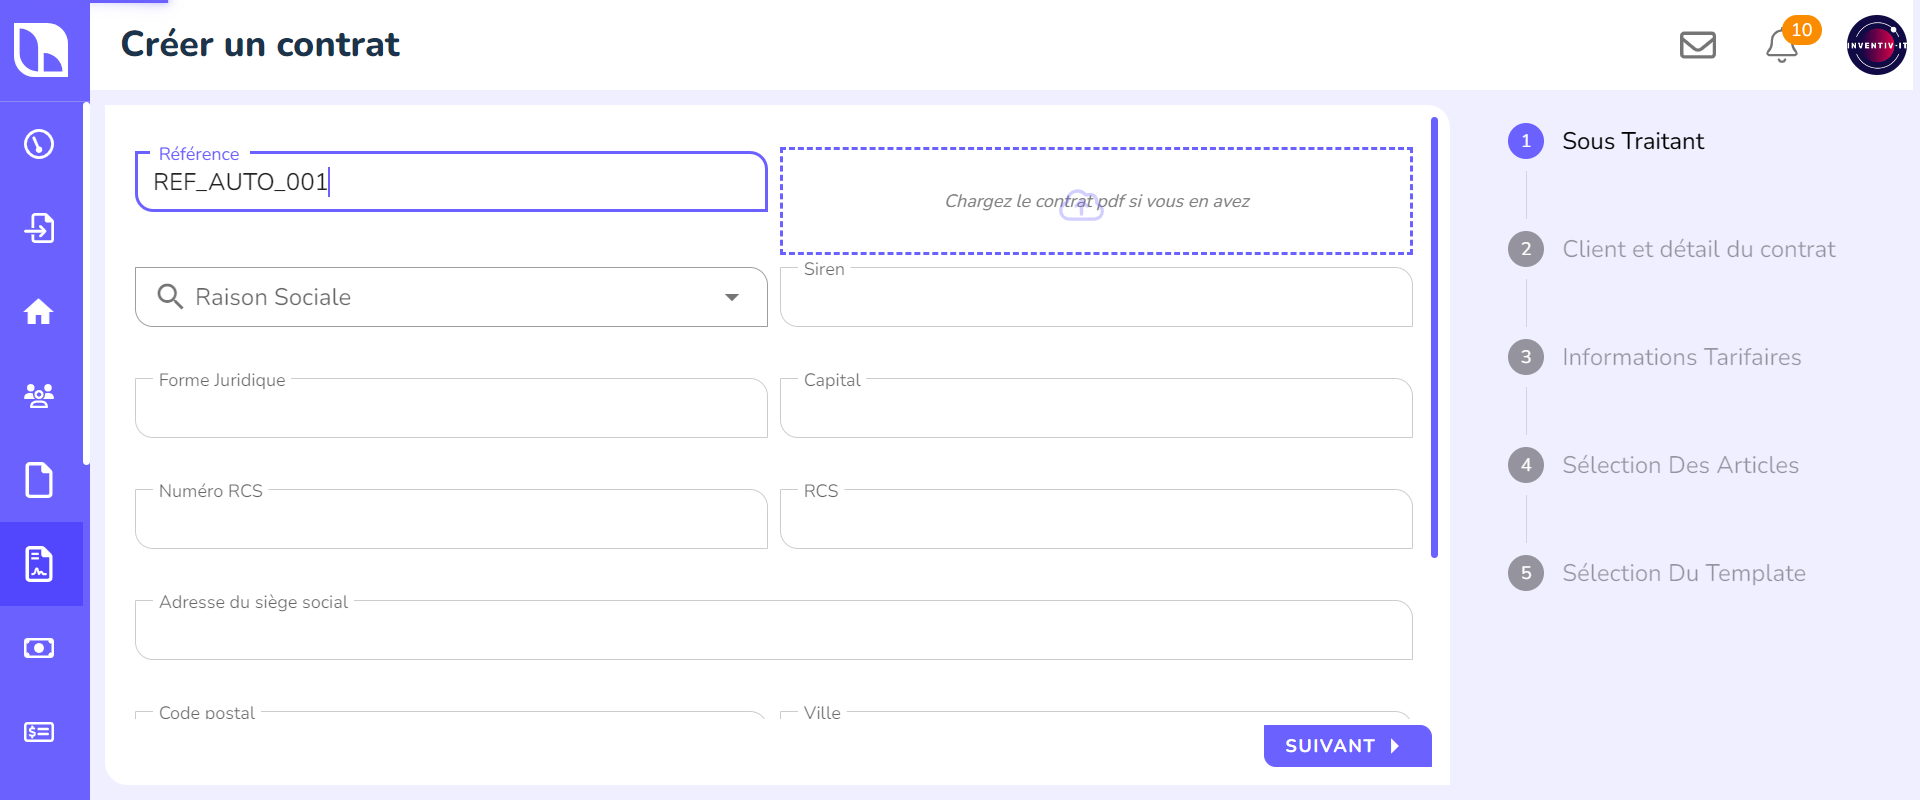 Créer un contrat
10
INVENTIV-IT
Référence
REF_AUTO_001
Chargez le contrat pdf si vous en avez
Raison Sociale
Siren
Forme Juridique
Capital
Numéro RCS
RCS
Adresse du siège social
Code postal
Ville
SUIVANT
1 Sous Traitant
2 Client et détail du contrat
3 Informations Tarifaires
4 Sélection Des Articles
5 Sélection Du Template